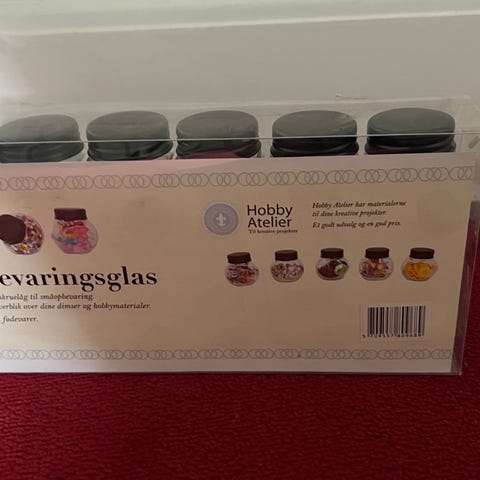 Hobby
Atelier
Til kreative projekter
Hobby Atelier har materialerne
til dine kreative projekter.
Et godt udvalg og en god pris.
evaringsglas
skruelåg til småopbevaring.
verblik over dine dimser og hobbymaterialer.
fødevarer.